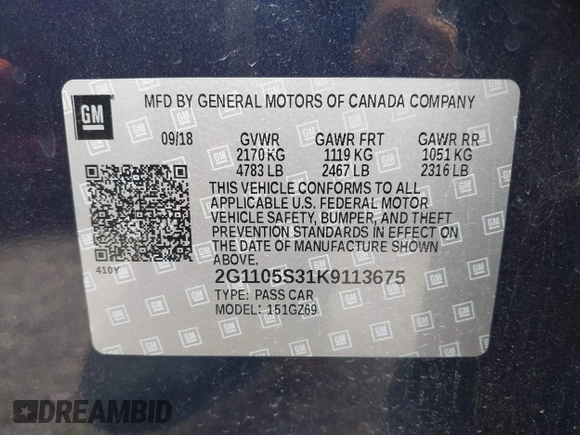 GM
MFD BY GENERAL MOTORS OF CANADA COMPANY
09/18 GVWR GAWR FRT GAWR RR
2170 KG 1119 KG 1051 KG
4783 LB 2467 LB 2316 LB
THIS VEHICLE CONFORMS TO ALL
APPLICABLE U.S. FEDERAL MOTOR
VEHICLE SAFETY, BUMPER, AND THEFT
PREVENTION STANDARDS IN EFFECT ON
THE DATE OF MANUFACTURE SHOWN
ABOVE.
410Y
2G1105S31K9113675
TYPE: PASS CAR
MODEL: 151GZ69
DREAMBID